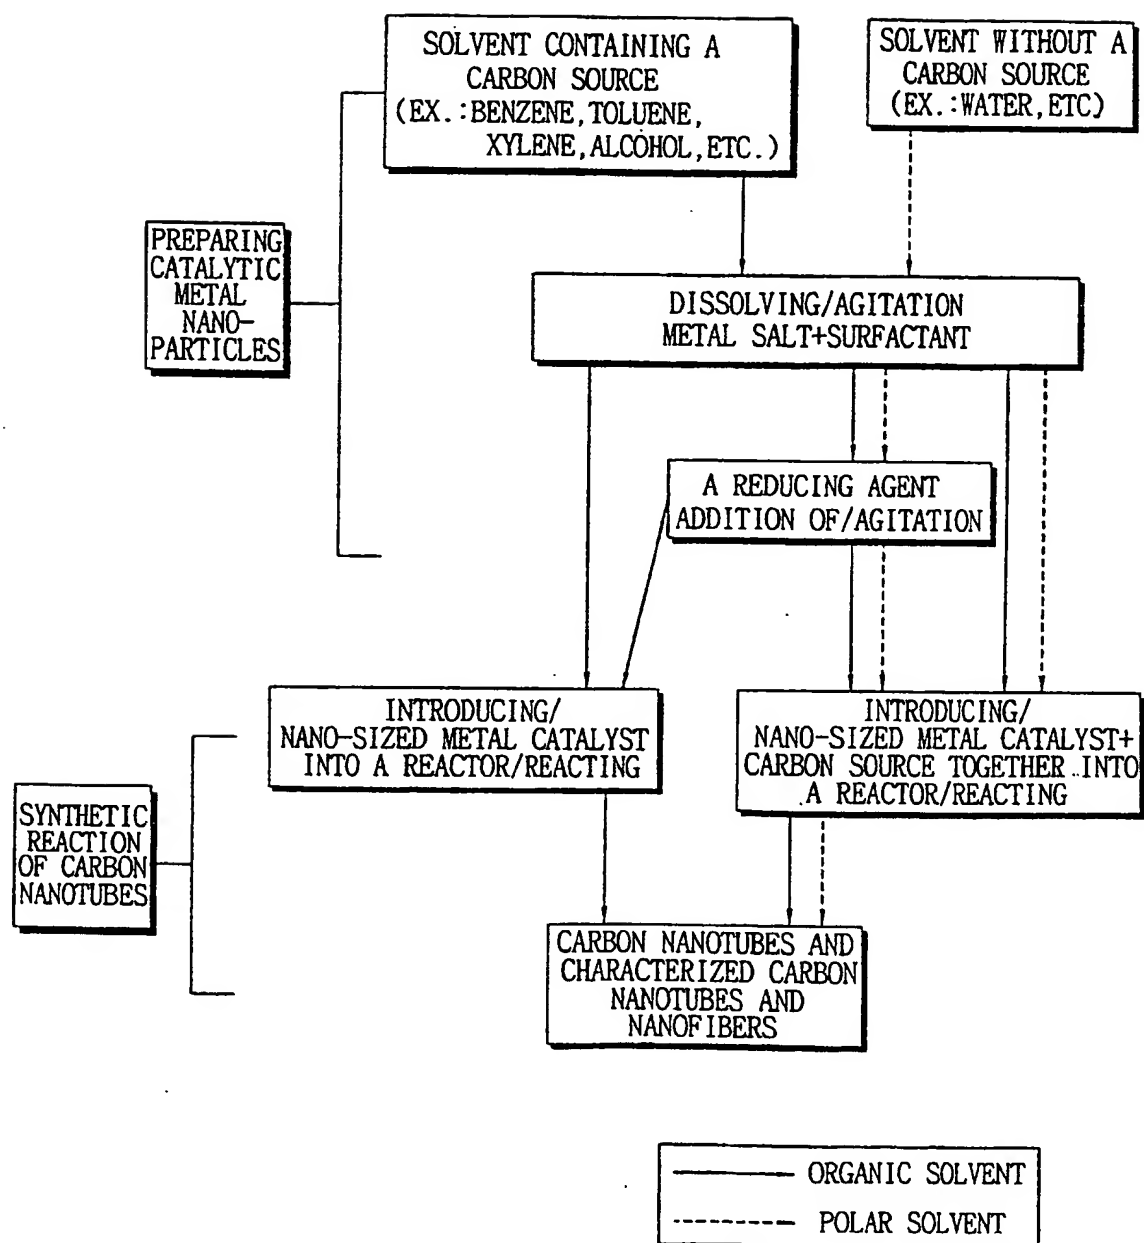 SOLVENT CONTAINING A
CARBON SOURCE
(EX.:BENZENE,TOLUENE,
XYLENE,ALCOHOL,ETC.)
SOLVENT WITHOUT A
CARBON SOURCE
(EX.:WATER,ETC)
PREPARING
CATALYTIC
METAL
NANO-
PARTICLES
DISSOLVING/AGITATION
METAL SALT+SURFACTANT
A REDUCING AGENT
ADDITION OF/AGITATION
INTRODUCING/
NANO-SIZED METAL CATALYST
INTO A REACTOR/REACTING
INTRODUCING/
NANO-SIZED METAL CATALYST+
CARBON SOURCE TOGETHER INTO
A REACTOR/REACTING
SYNTHETIC
REACTION
OF CARBON
NANOTUBES
CARBON NANOTUBES AND
CHARACTERIZED CARBON
NANOTUBES AND
NANOFIBERS
ORGANIC SOLVENT
POLAR SOLVENT